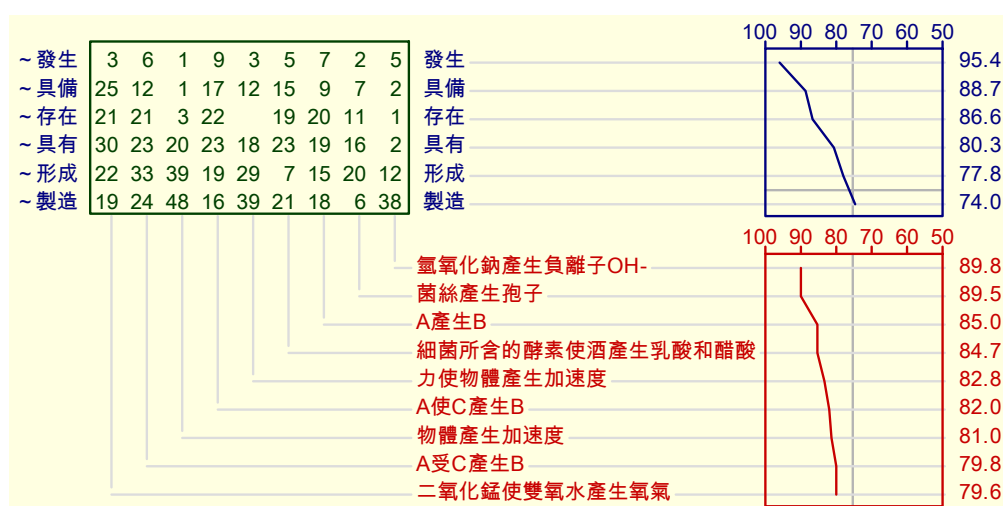 100 90 80 70 60 50
~發生 3 6 1 9 3 5 7 2 5 發生 95.4
~具備 25 12 1 17 12 15 9 7 2 具備 88.7
~存在 21 21 3 22 19 20 11 1 存在 86.6
~具有 30 23 20 23 18 23 19 16 2 具有 80.3
~形成 22 33 39 19 29 7 15 20 12 形成 77.8
~製造 19 24 48 16 39 21 18 6 38 製造 74.0
100 90 80 70 60 50
氫氧化鈉產生負離子OH- 89.8
菌絲產生孢子 89.5
A產生B 85.0
細菌所含的酵素使酒產生乳酸和醋酸 84.7
力使物體產生加速度 82.8
A使C產生B 82.0
物體產生加速度 81.0
A受C產生B 79.8
二氧化錳使雙氧水產生氧氣 79.6